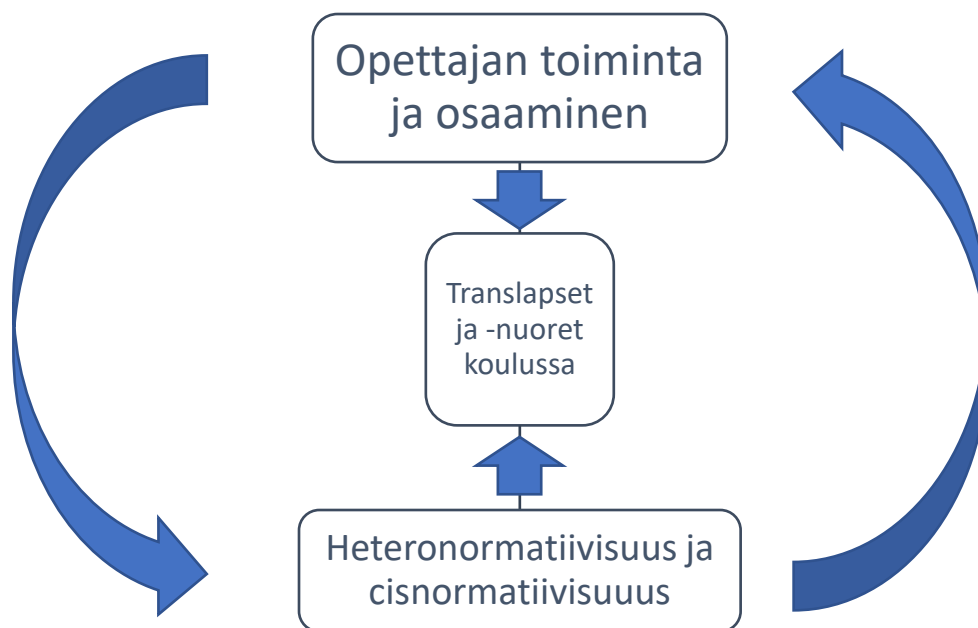 Opettajan toiminta
ja osaaminen
Translapset
ja -nuoret
koulussa
Heteronormatiivisuus ja
cisnormatiivisuuus